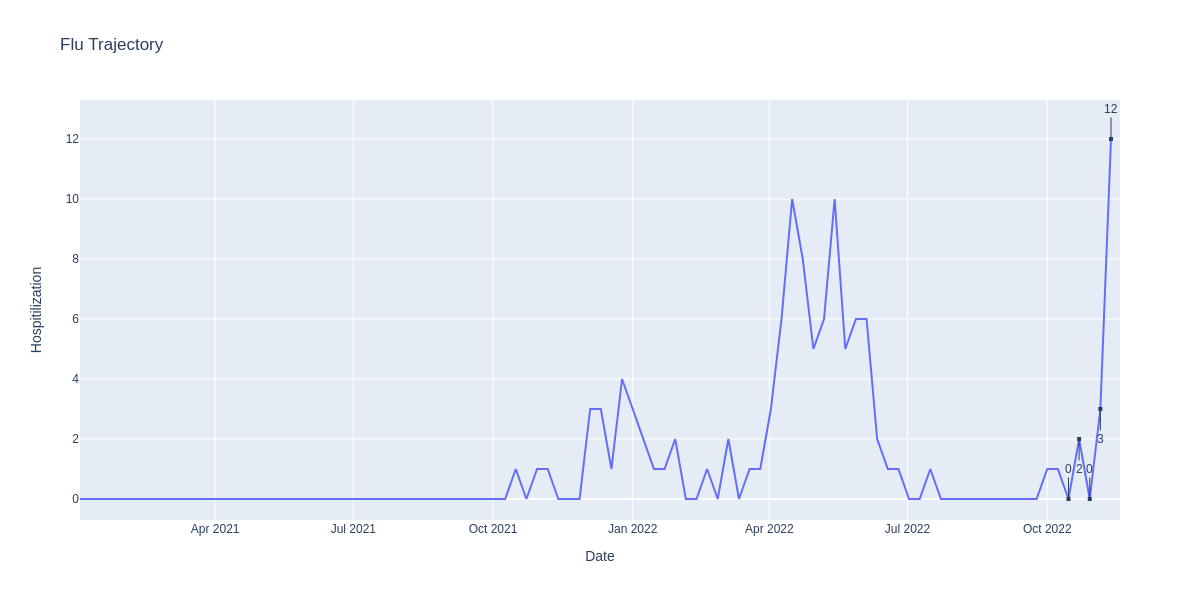 Flu Trajectory
12
12
10
8
6
4
2
0
3
0
2
0
Apr 2021
Jul 2021
Oct 2021
Jan 2022
Apr 2022
Jul 2022
Oct 2022
Date
Hospitilization